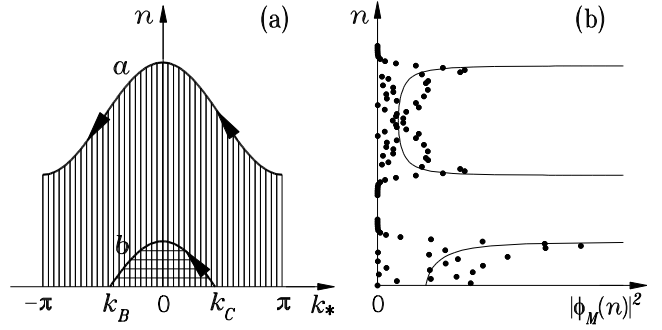 n (a)
a
b
−π k_B 0 k_C π k_*
n (b)
0 |ϕ_M(n)|²